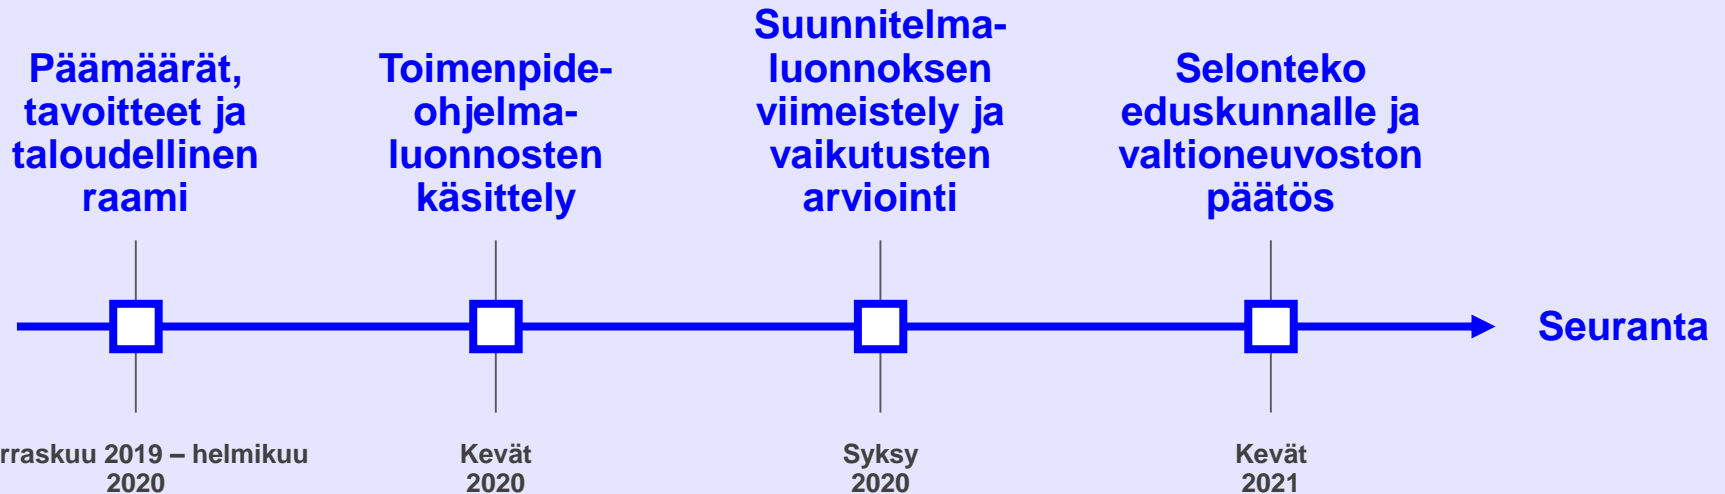 Päämäärät,
tavoitteet ja
taloudellinen
raami
Toimenpide-
ohjelma-
luonnosten
käsittely
Suunnitelma-
luonnoksen
viimeistely ja
vaikutusten
arviointi
Selonteko
eduskunnalle ja
valtioneuvoston
päätös
Seuranta
rraskuu 2019 – helmikuu
2020
Kevät
2020
Syksy
2020
Kevät
2021